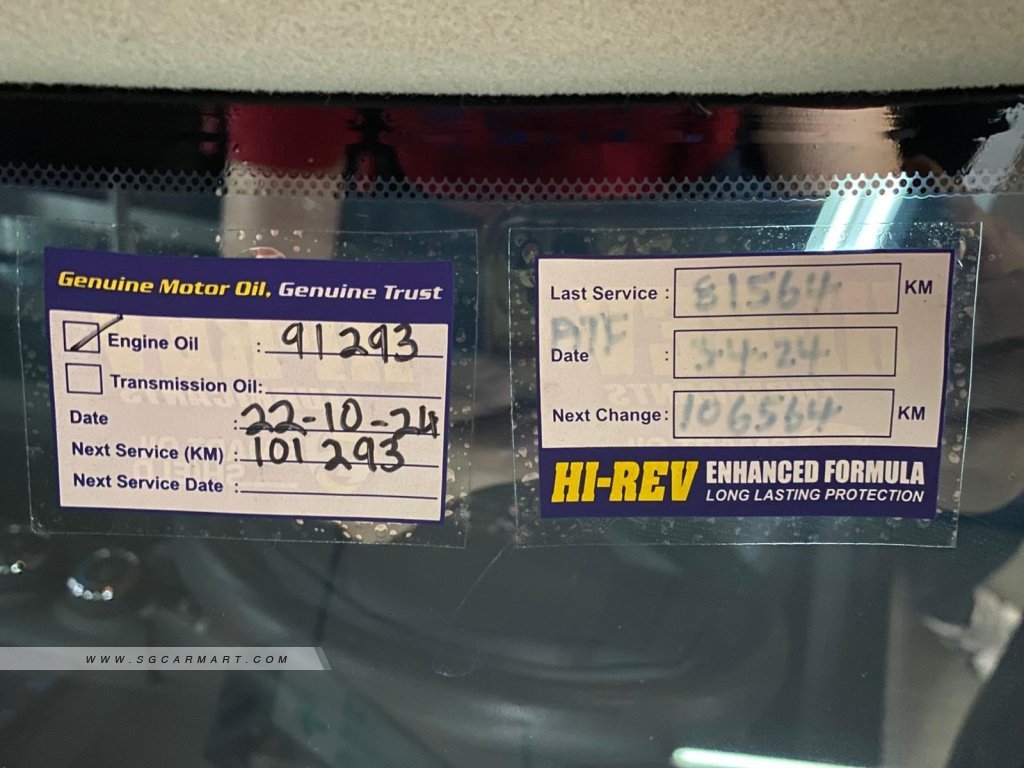 Genuine Motor Oil, Genuine Trust
Engine Oil : 91293
Transmission Oil:
Date : 22-10-24
Next Service (KM) : 101293
Next Service Date :
Last Service : 81564 KM
ATF
Date : 3.4.24
Next Change : 106564 KM
HI-REV ENHANCED FORMULA
LONG LASTING PROTECTION
WWW.SGCARMART.COM